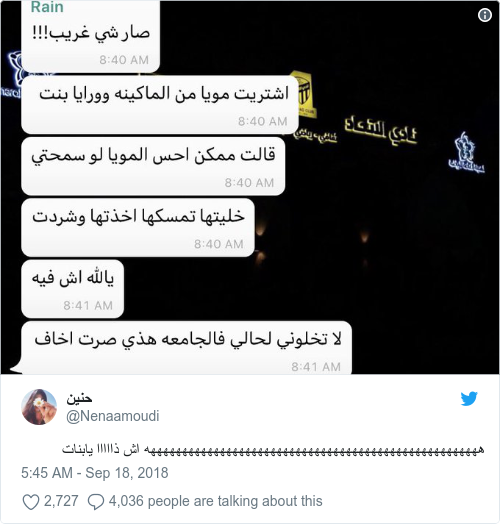 Rain
صار شي غريب!!!
8:40 AM
اشتريت مويا من الماكينه وورايا بنت
8:40 AM
قالت ممكن احس المويا لو سمحتي
8:40 AM
خليتها تمسكها اخذتها وشردت
8:40 AM
يالله اش فيه
8:41 AM
لا تخلوني لحالي فالجامعه هذي صرت اخاف
8:41 AM
حنين
@Nenaamoudi
هههههههههههههههههههههههههههههههههههههههههههههههههه اش ذااااا يابنات
5:45 AM - Sep 18, 2018
2,727
4,036 people are talking about this